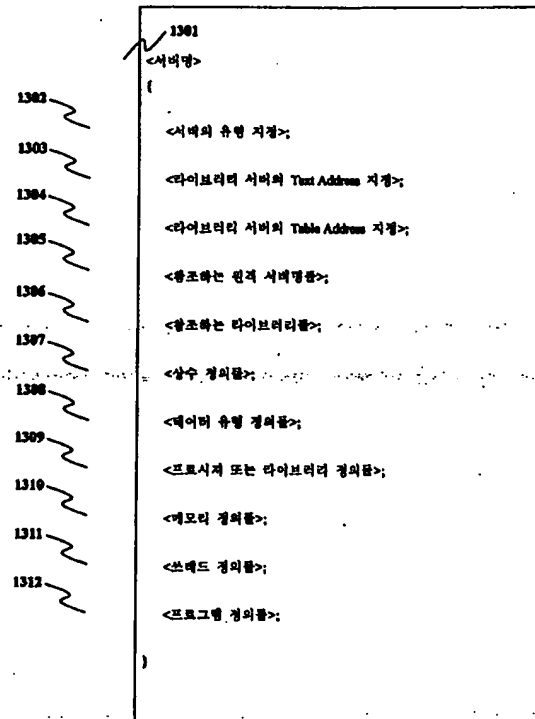 1301
<서버명>
{
1302
<서버의 유형 지정>;
1303
<라이브러리 서버의 Text Address 지정>;
1304
<라이브러리 서버의 Table Address 지정>;
1305
<참조하는 원격 서버명들>;
1306
<참조하는 라이브러리들>;
1307
<상수 정의들>;
1308
<데이터 유형 정의들>;
1309
<프로시저 또는 라이브러리 정의들>;
1310
<메모리 정의들>;
1311
<쓰레드 정의들>;
1312
<프로그램 정의들>;
}